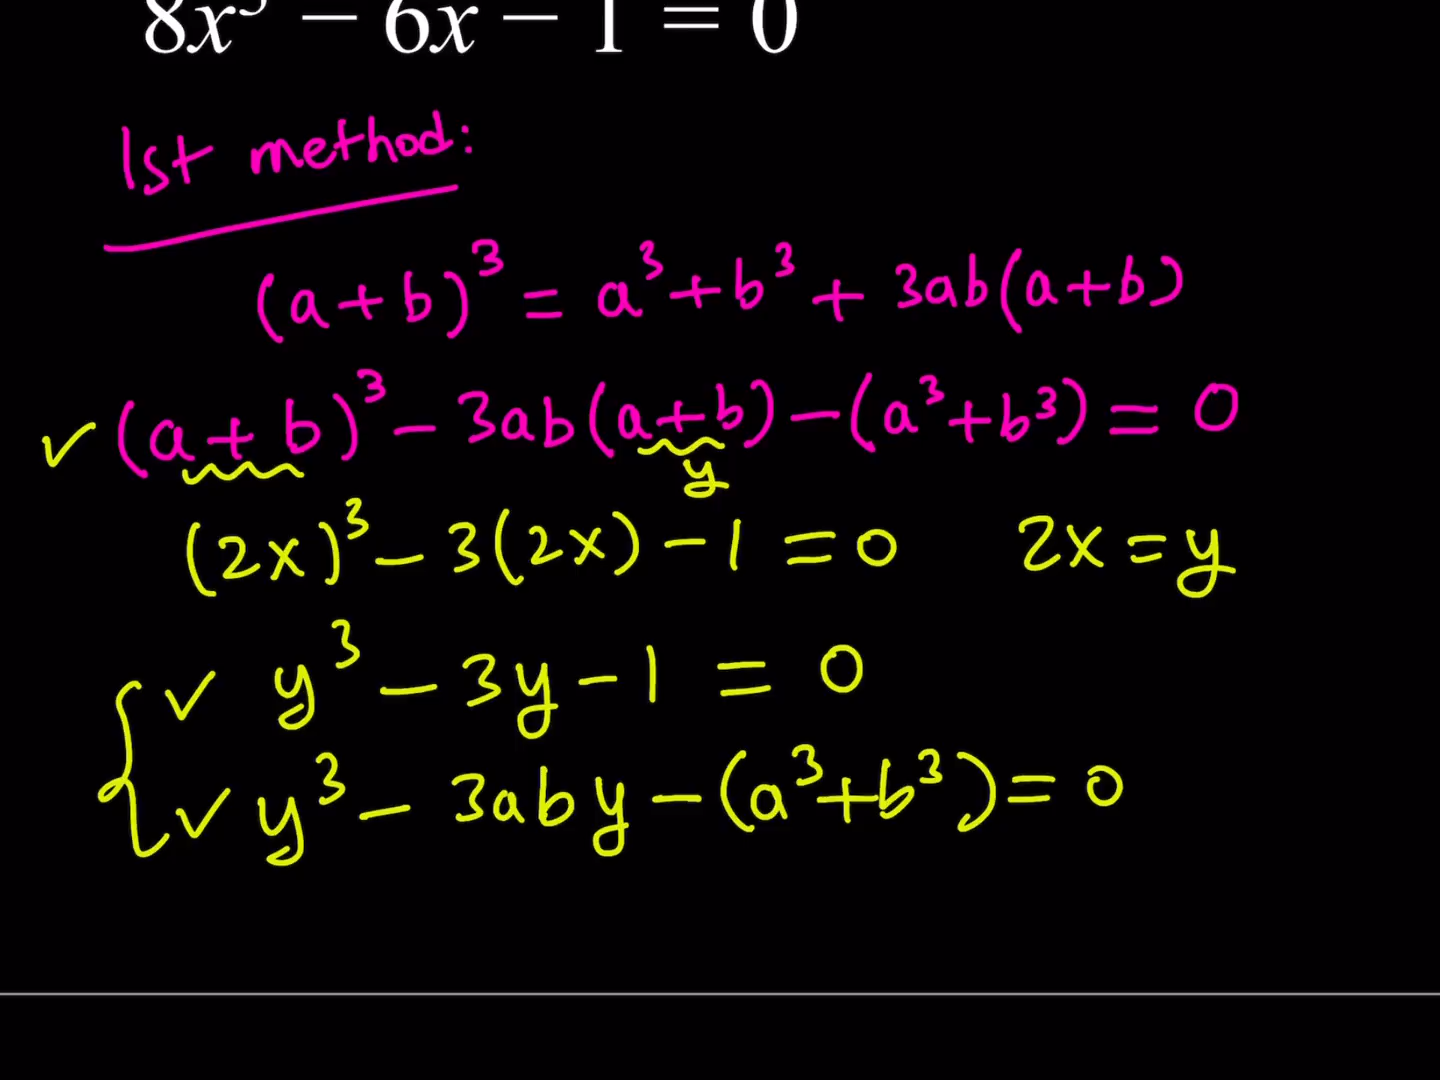 8x³ − 6x − 1 = 0
1st method:
(a+b)³ = a³+b³ + 3ab(a+b)
✓ (a+b)³ − 3ab(a+b) − (a³+b³) = 0
y
(2x)³ − 3(2x) − 1 = 0 2x = y
✓ y³ − 3y − 1 = 0
✓ y³ − 3aby − (a³+b³) = 0